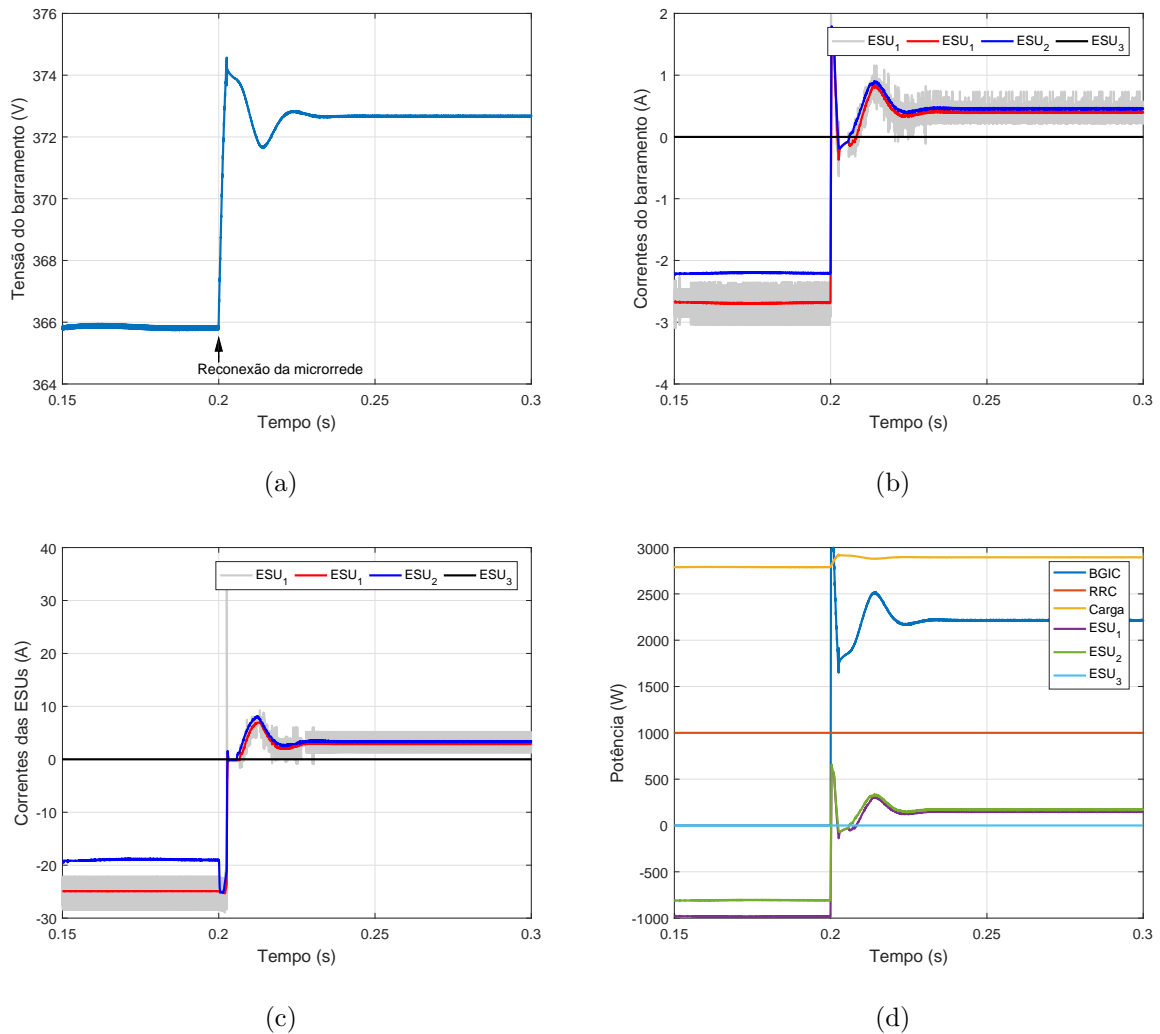 376
374
372
370
368
366
364
Tensão do barramento (V)
Reconexão da microrrede
0.15
0.2
0.25
0.3
Tempo (s)
(a)
2
1
0
-1
-2
-3
-4
Correntes do barramento (A)
ESU1
ESU1
ESU2
ESU3
0.15
0.2
0.25
0.3
Tempo (s)
(b)
40
30
20
10
0
-10
-20
-30
Correntes das ESUs (A)
ESU1
ESU1
ESU2
ESU3
0.15
0.2
0.25
0.3
Tempo (s)
(c)
3000
2500
2000
1500
1000
500
0
-500
-1000
Potência (W)
BGIC
RRC
Carga
ESU1
ESU2
ESU3
0.15
0.2
0.25
0.3
Tempo (s)
(d)